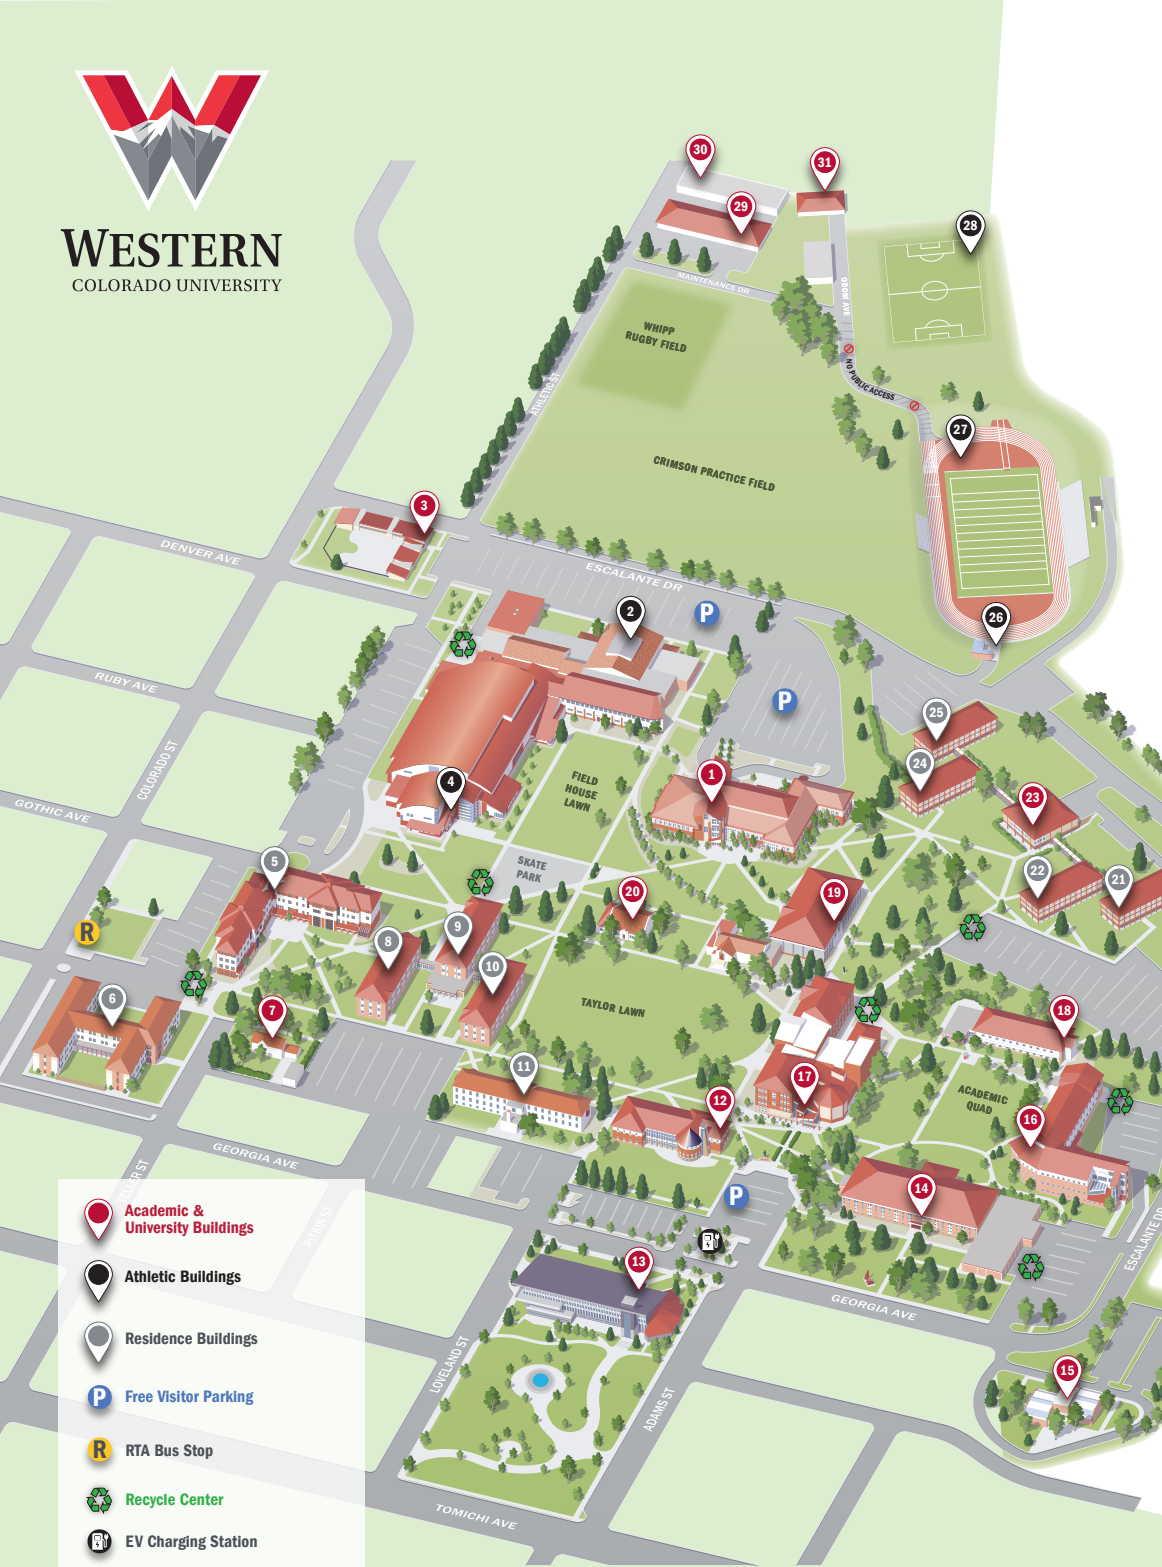 WESTERN
COLORADO UNIVERSITY
30
31
29
28
MAINTENANCE DR
ODOM AVE
WHIPP
RUGBY FIELD
NO PUBLIC ACCESS
ATHLETIC ST
27
CRIMSON PRACTICE FIELD
3
DENVER AVE
ESCALANTE DR
2
P
26
RUBY AVE
P
25
COLORADO ST
24
1
4
FIELD
HOUSE
LAWN
23
GOTHIC AVE
5
SKATE
PARK
22
21
20
19
R
9
8
10
6
7
TAYLOR LAWN
18
11
17
12
ACADEMIC
QUAD
16
GEORGIA AVE
14
P
ESCALANTE DR
PITKIN ST
13
GEORGIA AVE
LOVELAND ST
ADAMS ST
15
TOMICHI AVE
Academic &
University Buildings
Athletic Buildings
Residence Buildings
P Free Visitor Parking
R RTA Bus Stop
Recycle Center
EV Charging Station